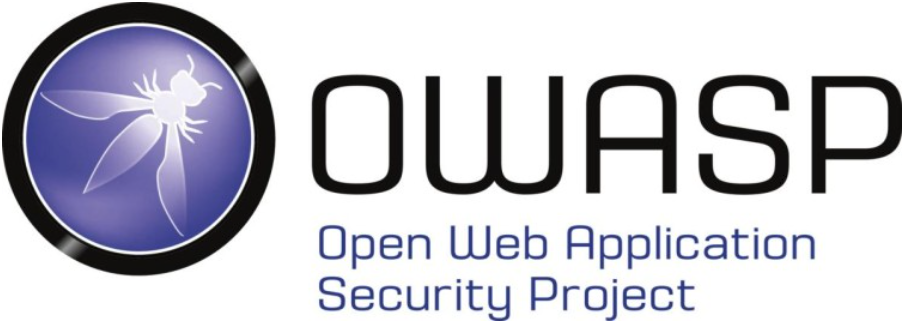 OWASP
Open Web Application
Security Project